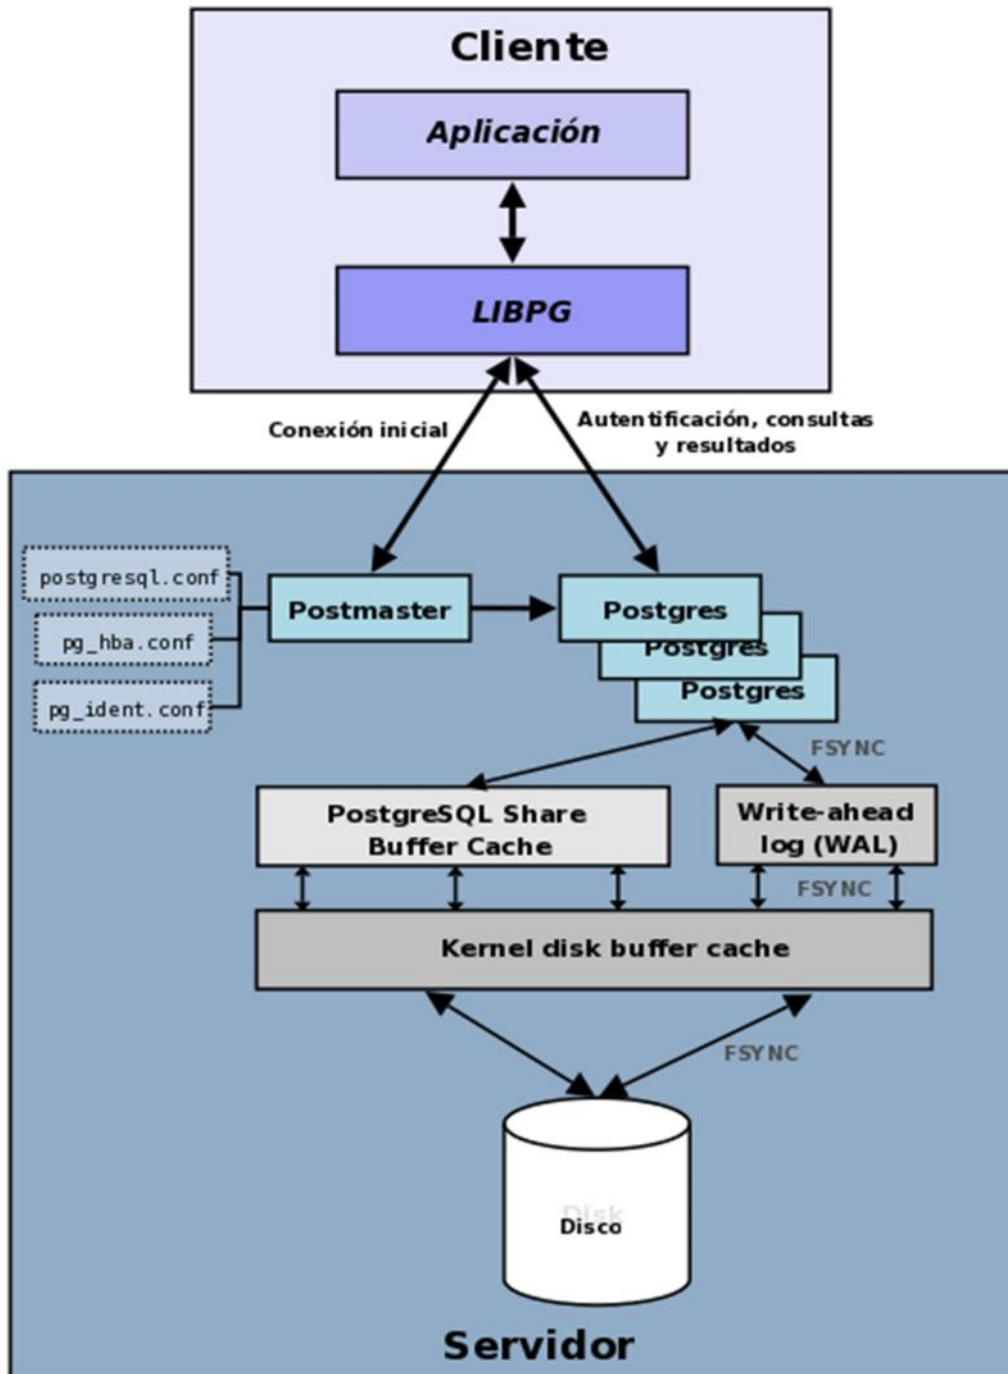 Cliente
Aplicación
LIBPG
Conexión inicial
Autentificación, consultas
y resultados
postgresql.conf
pg_hba.conf
pg_ident.conf
Postmaster
Postgres
Postgres
Postgres
FSYNC
PostgreSQL Share
Buffer Cache
Write-ahead
log (WAL)
FSYNC
Kernel disk buffer cache
FSYNC
Disk
Disco
Servidor